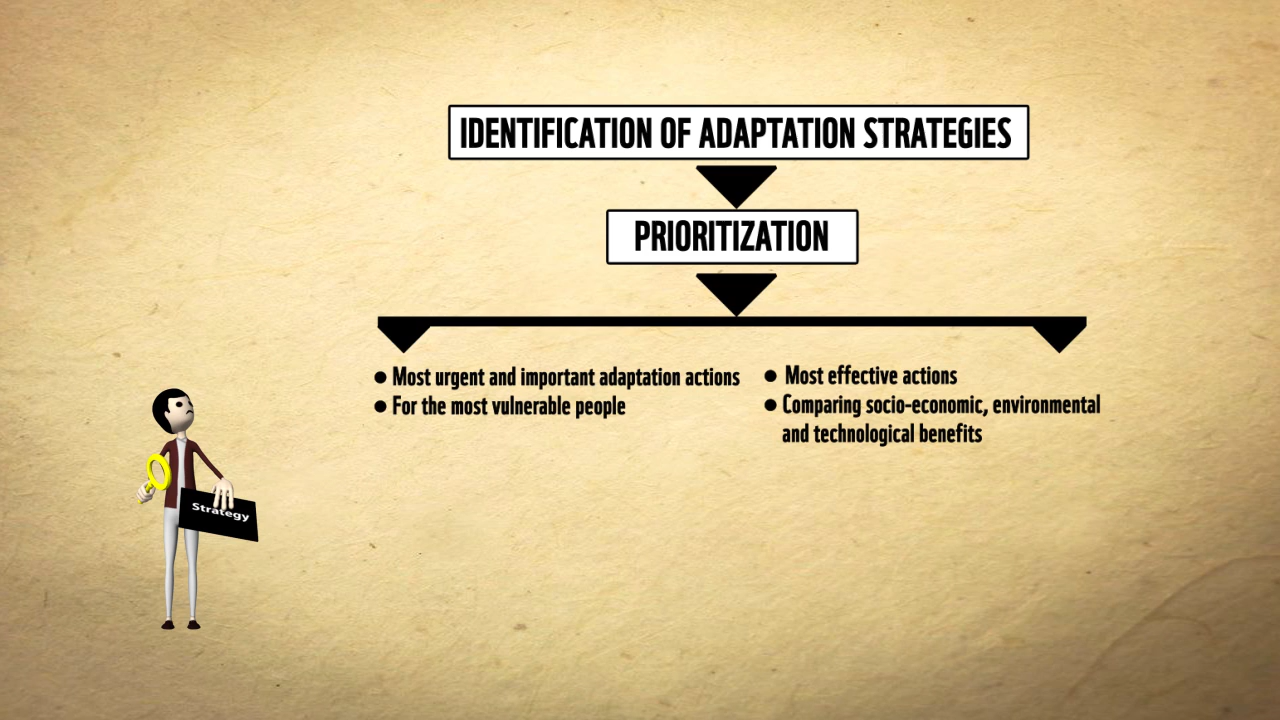 IDENTIFICATION OF ADAPTATION STRATEGIES
PRIORITIZATION
● Most urgent and important adaptation actions
● For the most vulnerable people
● Most effective actions
● Comparing socio-economic, environmental
and technological benefits
Strategy